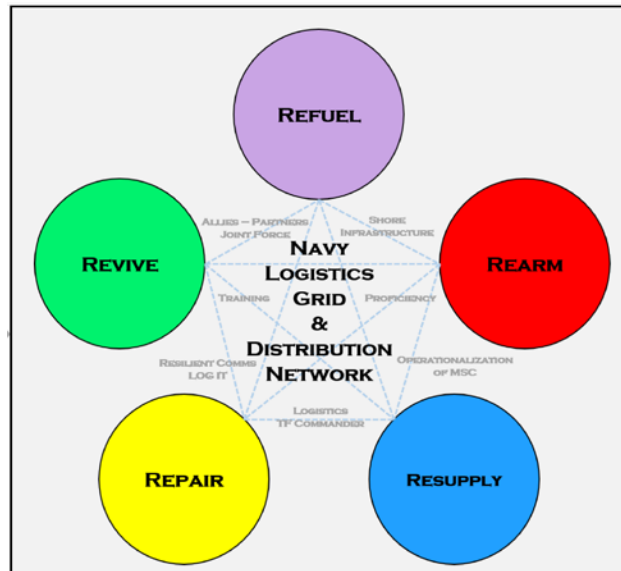 Refuel
Allies – Partners
Joint Force
Shore
Infrastructure
Revive
Navy
Logistics
Grid
&
Distribution
Network
Rearm
Training
Proficiency
Resilient Comms
LOG IT
Operationalization
of MSC
Logistics
TF Commander
Repair
Resupply